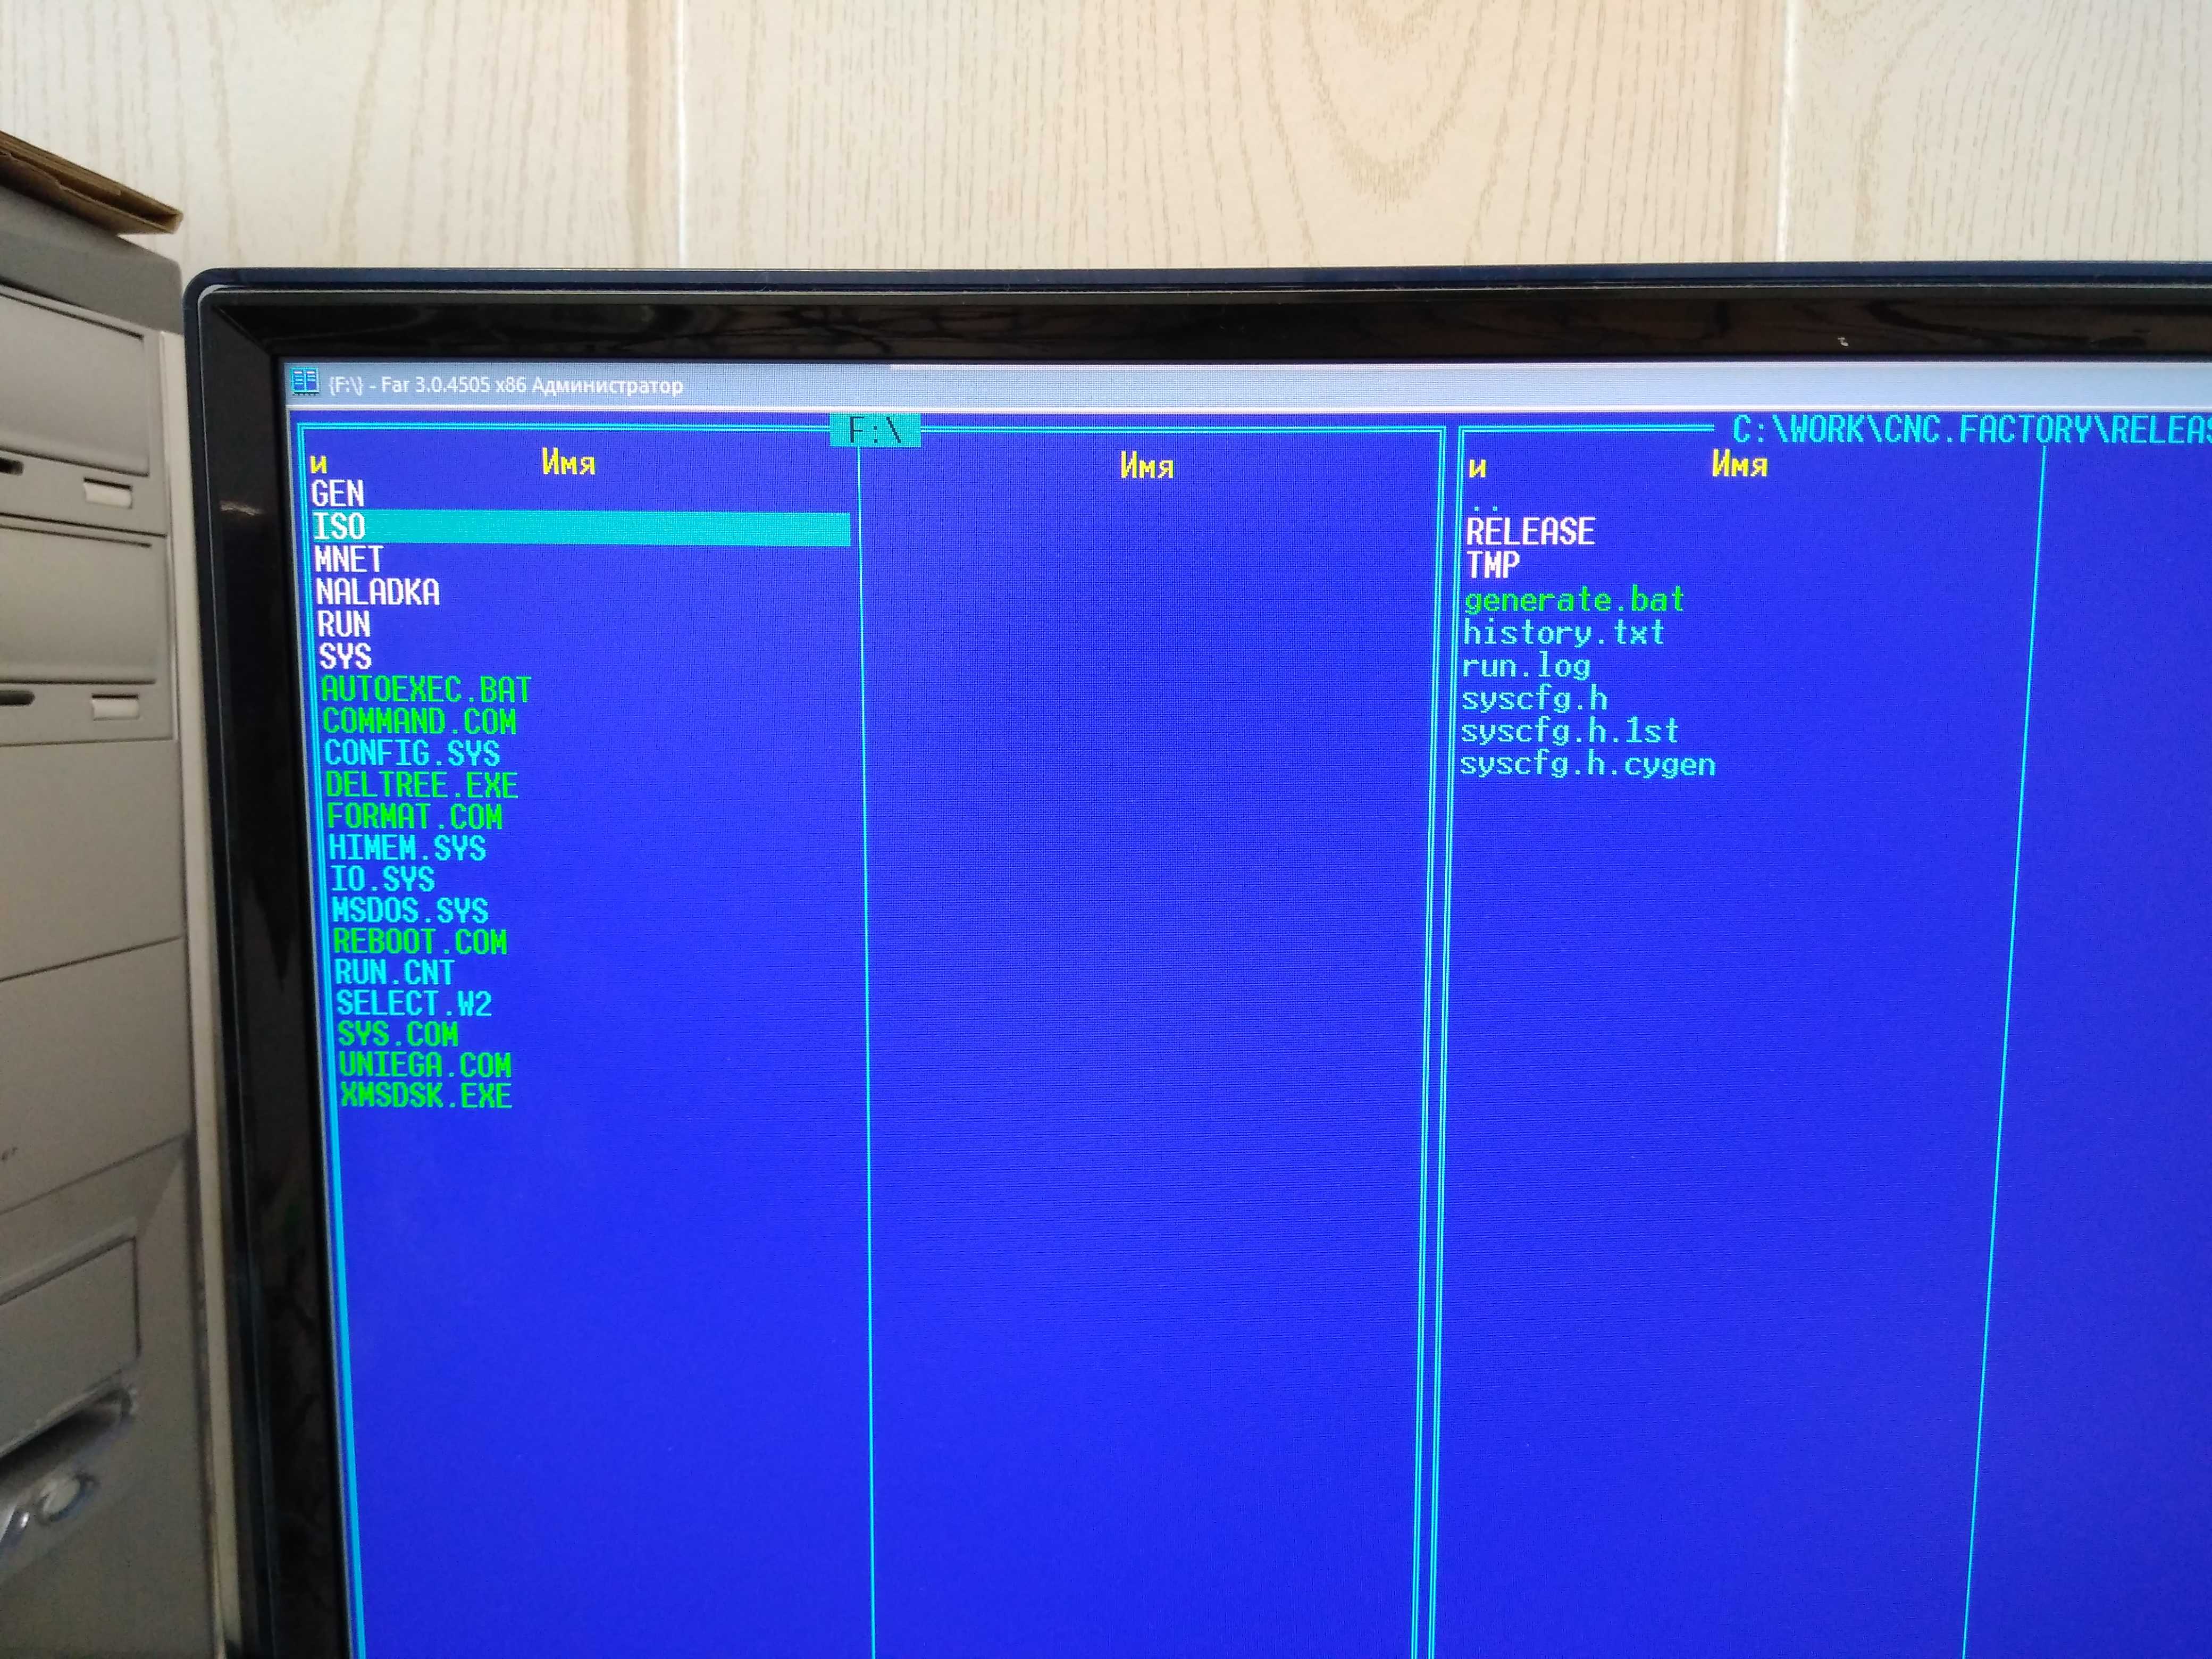 {F:\} - Far 3.0.4505 x86 Администратор
F:\
и Имя Имя
GEN
ISO
MNET
NALADKA
RUN
SYS
AUTOEXEC.BAT
COMMAND.COM
CONFIG.SYS
DELTREE.EXE
FORMAT.COM
HIMEM.SYS
IO.SYS
MSDOS.SYS
REBOOT.COM
RUN.CNT
SELECT.W2
SYS.COM
UNIEGA.COM
XMSDSK.EXE
C:\WORK\CNC.FACTORY\RELEAS
и Имя
..
RELEASE
TMP
generate.bat
history.txt
run.log
syscfg.h
syscfg.h.1st
syscfg.h.cygen